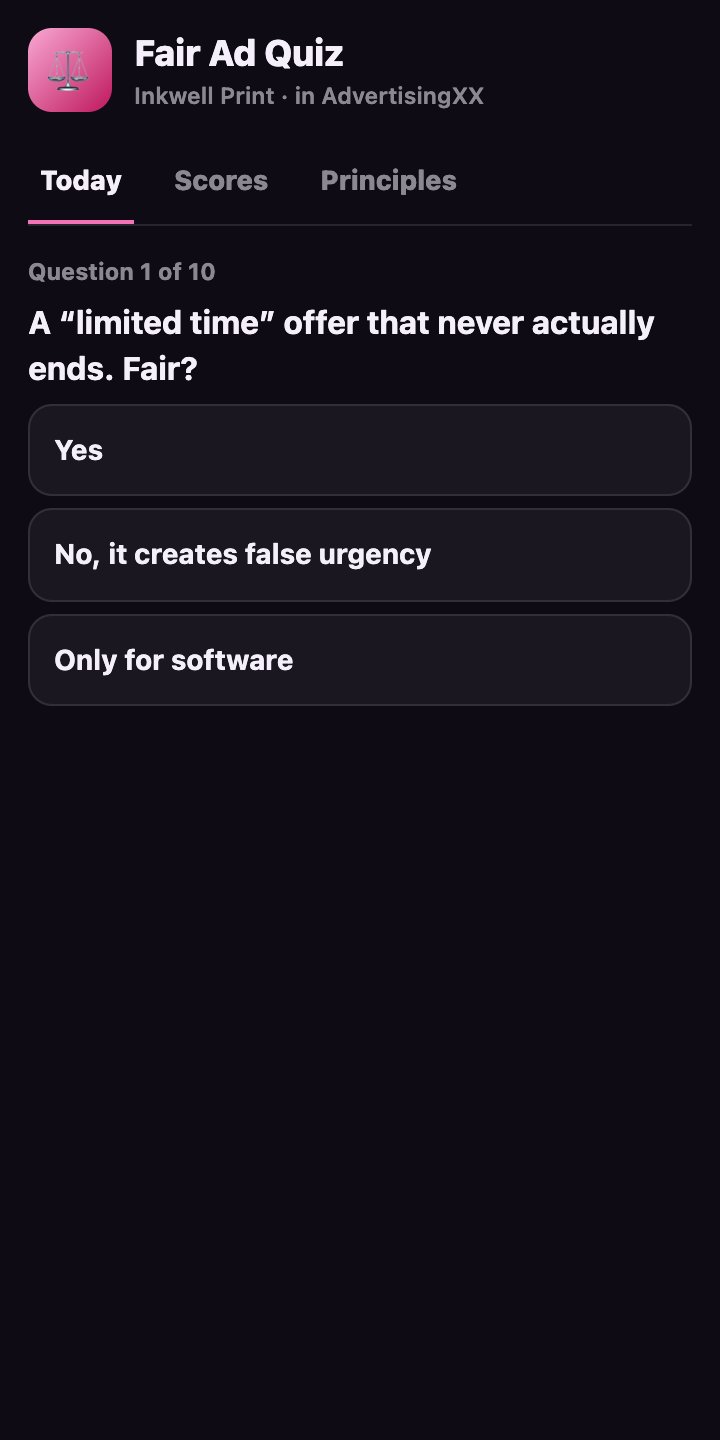 Fair Ad Quiz
Inkwell Print · in AdvertisingXX
Today Scores Principles
Question 1 of 10
A “limited time” offer that never actually
ends. Fair?
Yes
No, it creates false urgency
Only for software